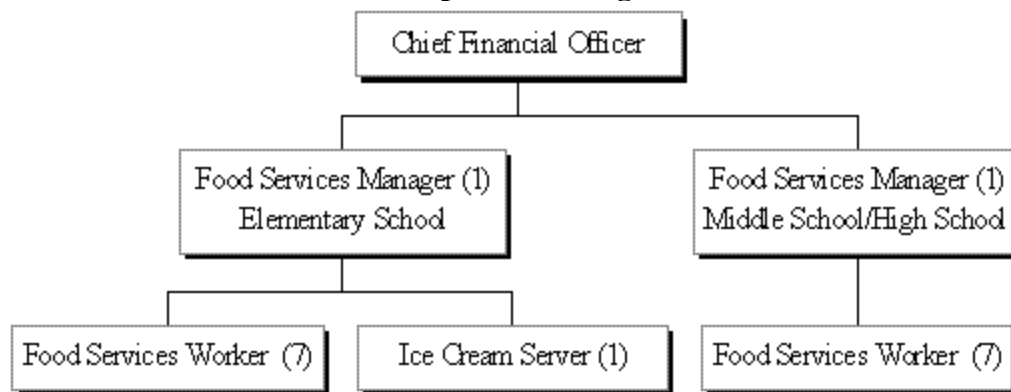 Chief Financial Officer
Food Services Manager (1)
Elementary School
Food Services Manager (1)
Middle School/High School
Food Services Worker (7)
Ice Cream Server (1)
Food Services Worker (7)